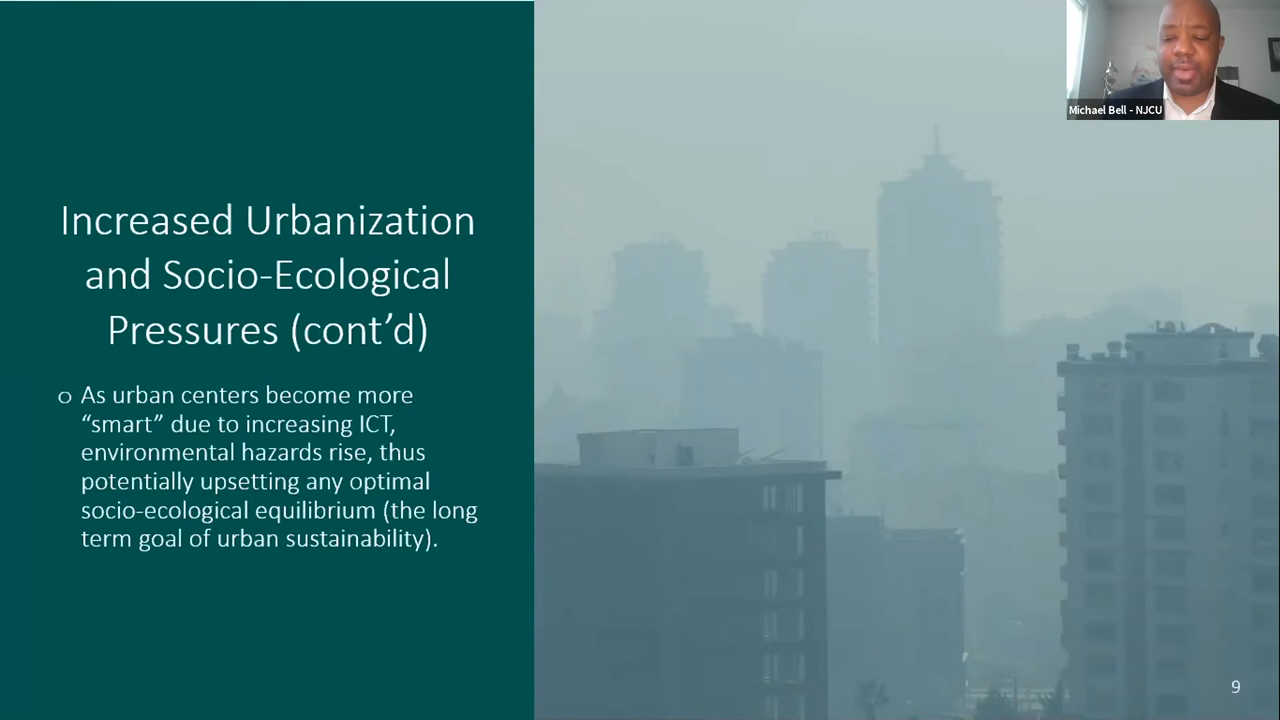 Increased Urbanization
and Socio-Ecological
Pressures (cont’d)
o As urban centers become more
“smart” due to increasing ICT,
environmental hazards rise, thus
potentially upsetting any optimal
socio-ecological equilibrium (the long
term goal of urban sustainability).
Michael Bell - NJCU
9